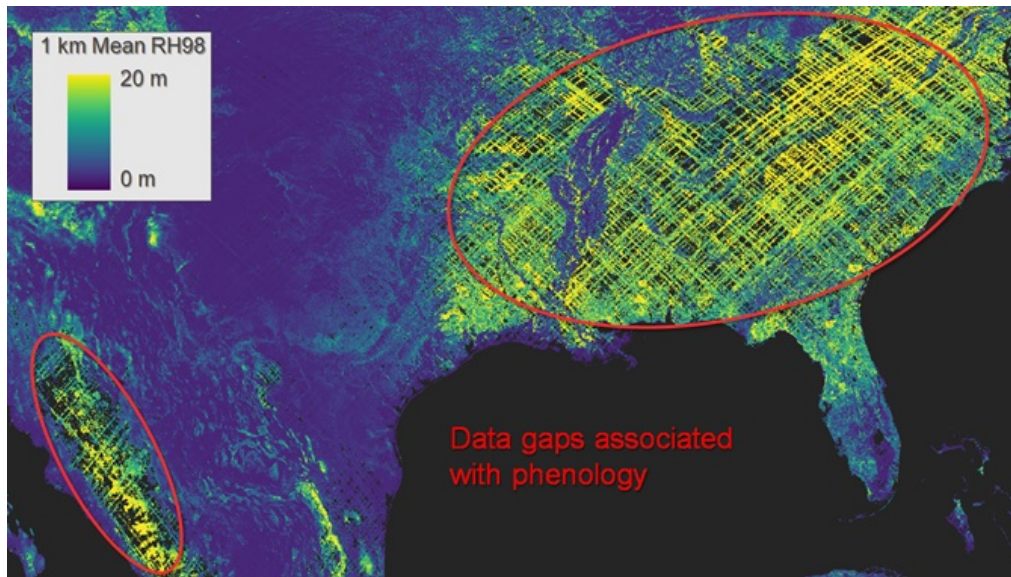 1 km Mean RH98
20 m
0 m
Data gaps associated
with phenology